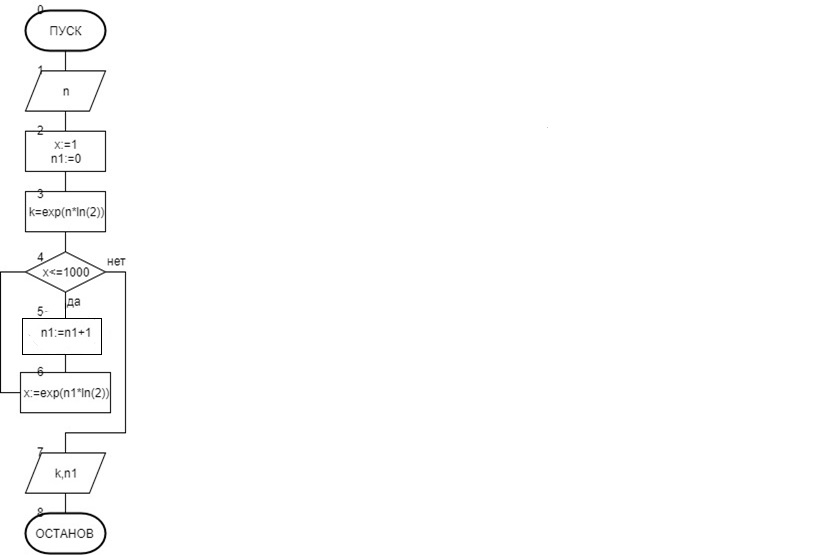 0
ПУСК
1
n
2
x:=1
n1:=0
3
k=exp(n*ln(2))
4
нет
x<=1000
да
5
n1:=n1+1
6
x:=exp(n1*ln(2))
7
k,n1
8
ОСТАНОВ